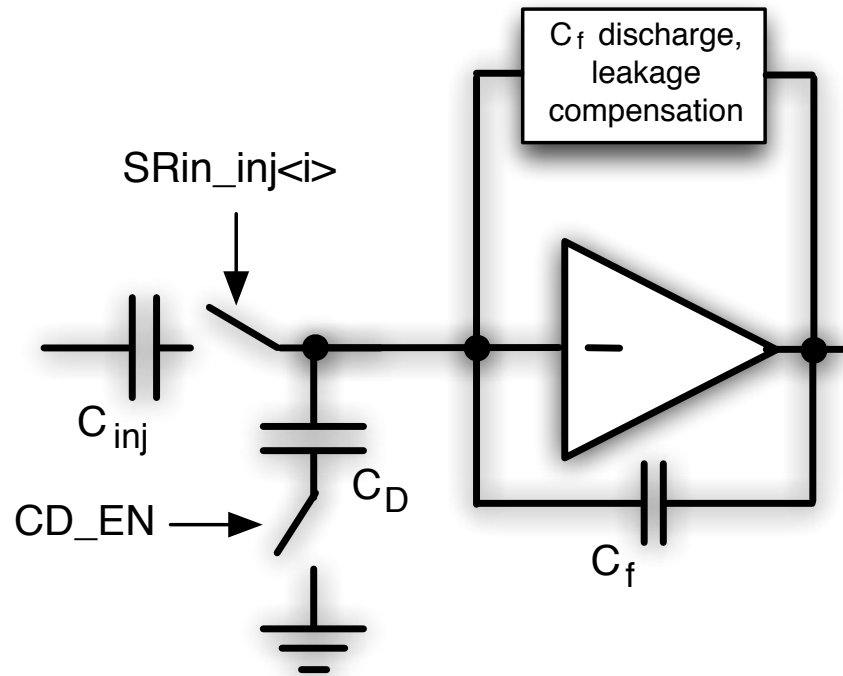 C_f discharge,
leakage
compensation
SRin_inj<i>
C_inj
C_D
CD_EN
C_f